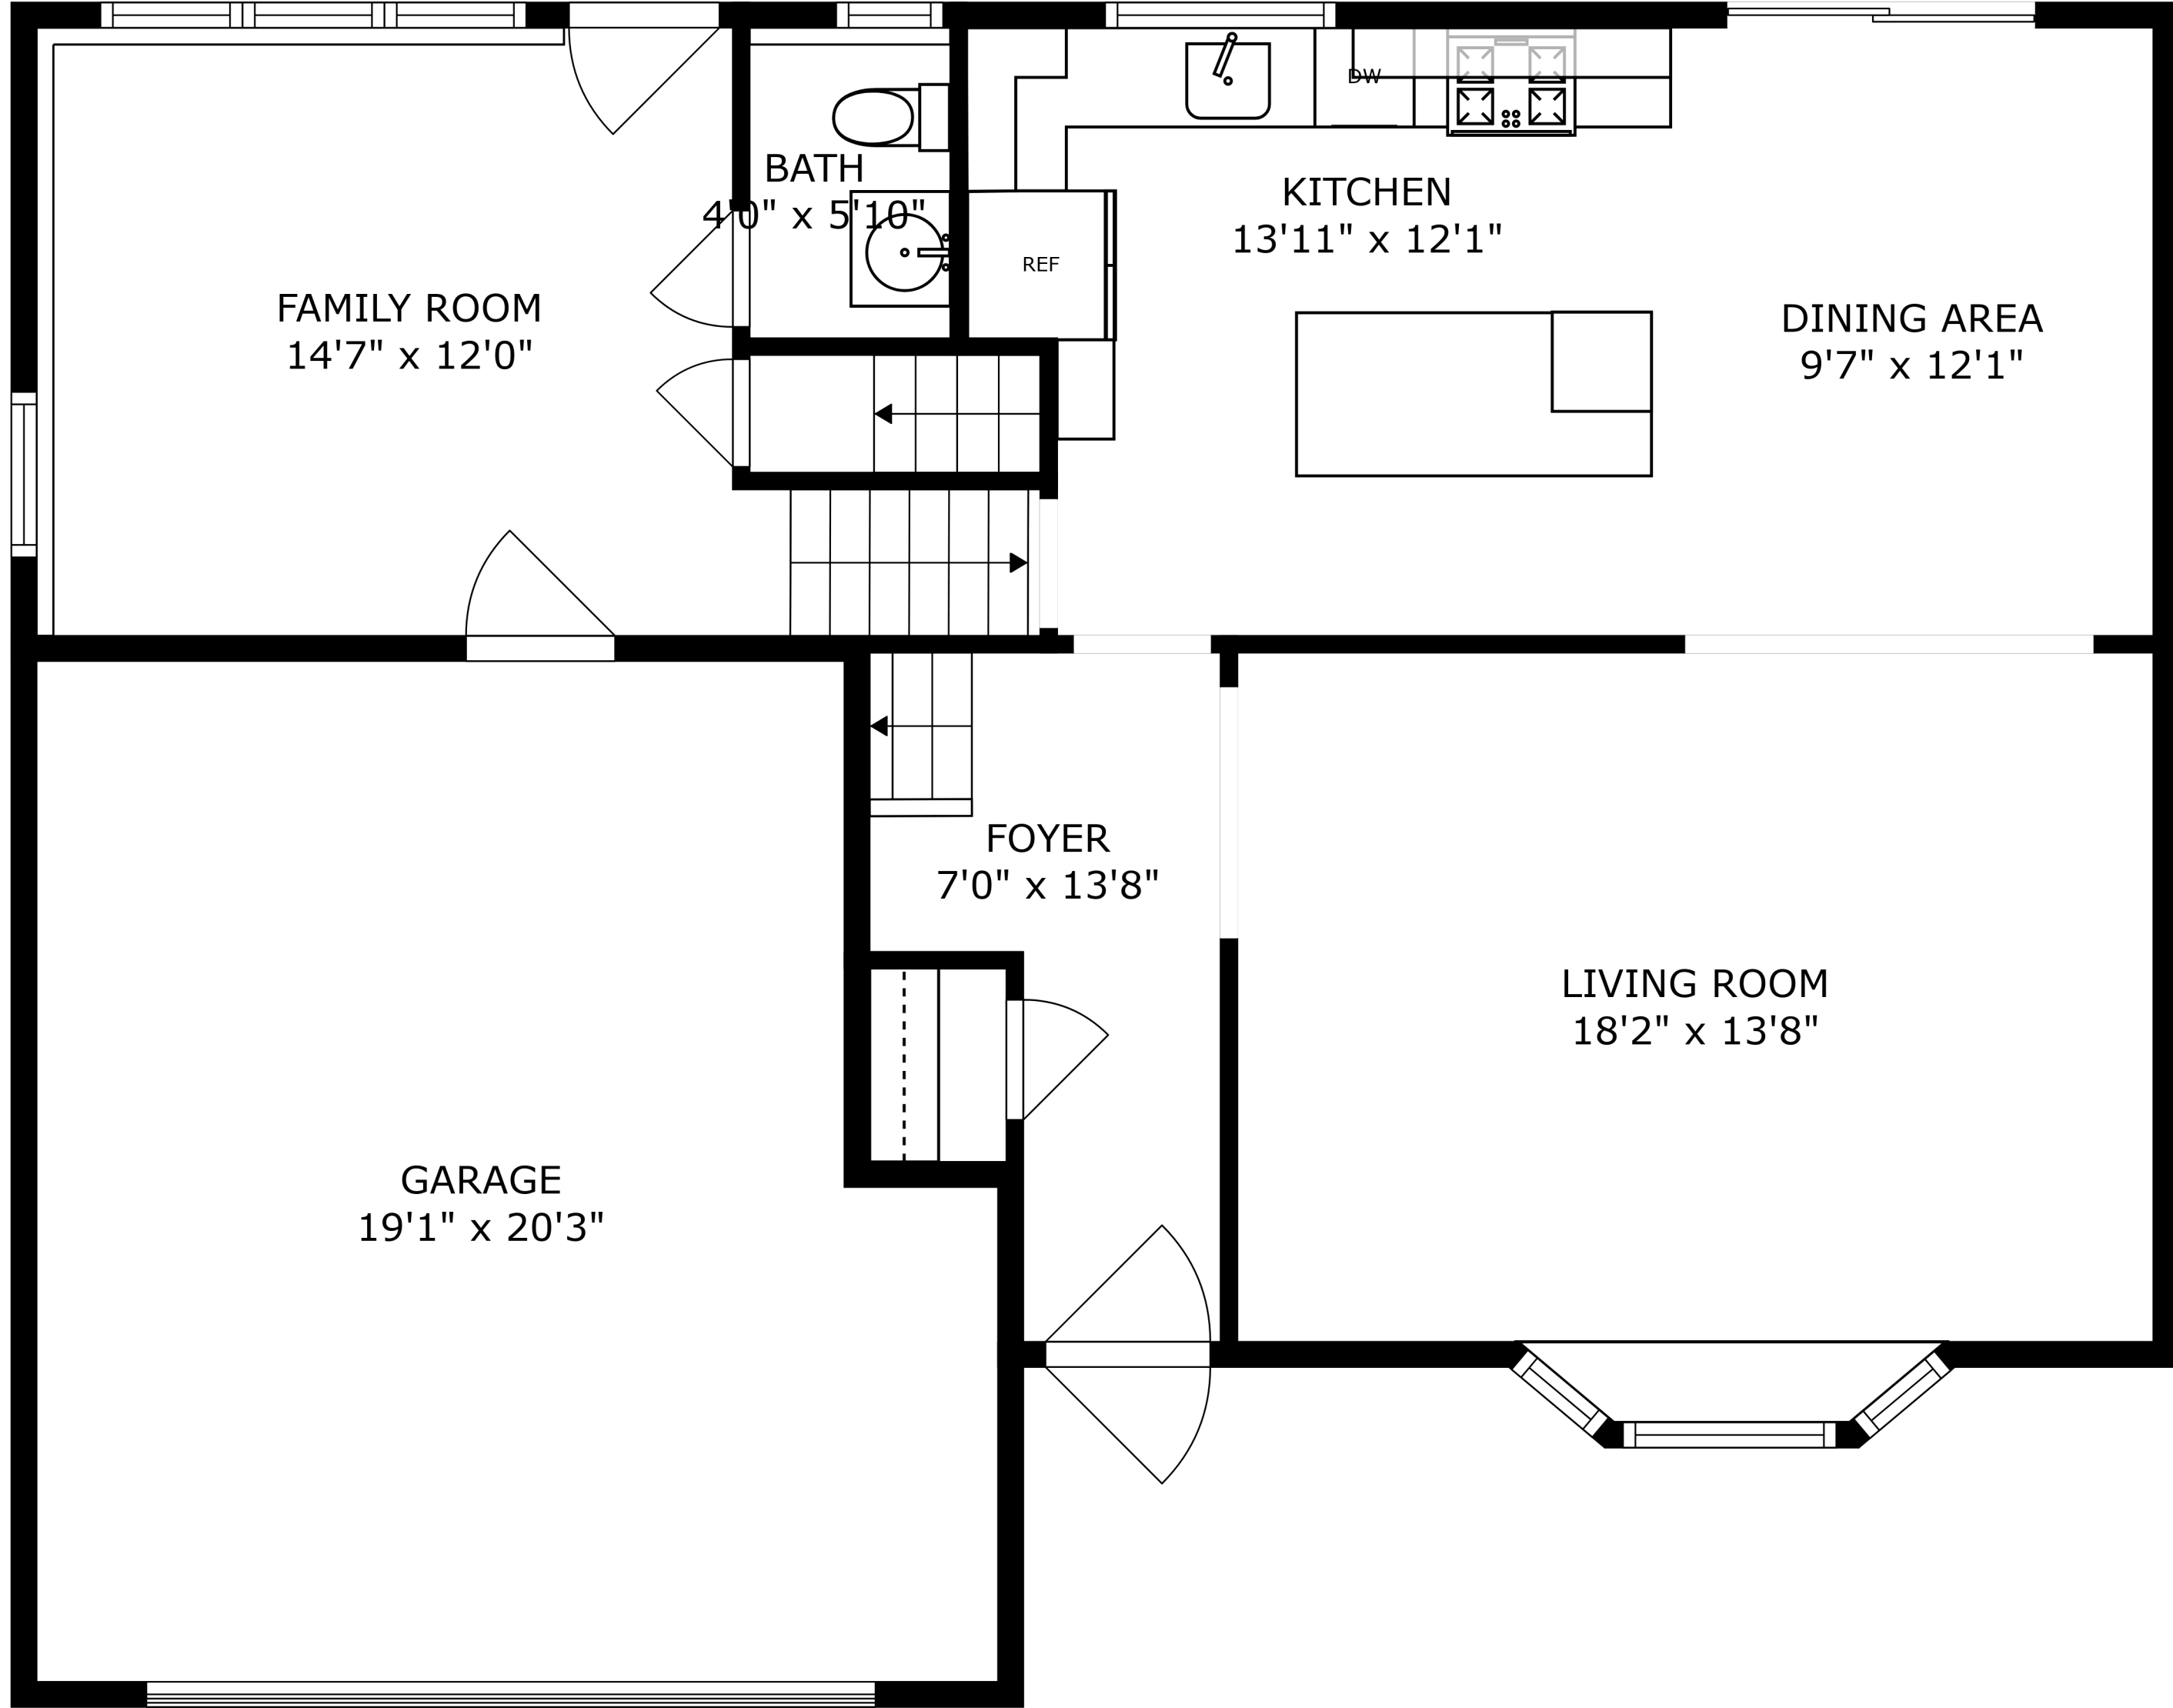 DW
BATH
4'0" x 5'10"
KITCHEN
13'11" x 12'1"
REF
FAMILY ROOM
14'7" x 12'0"
DINING AREA
9'7" x 12'1"
FOYER
7'0" x 13'8"
LIVING ROOM
18'2" x 13'8"
GARAGE
19'1" x 20'3"